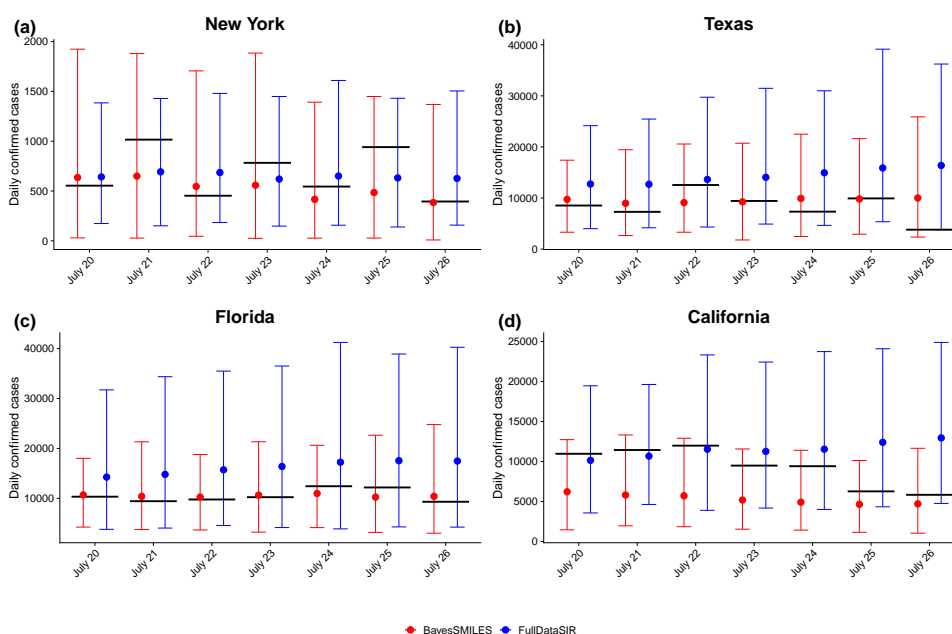 (a) New York
Daily confirmed cases
2000
1500
1000
500
0
July 20 July 21 July 22 July 23 July 24 July 25 July 26
(b) Texas
Daily confirmed cases
40000
30000
20000
10000
0
July 20 July 21 July 22 July 23 July 24 July 25 July 26
(c) Florida
Daily confirmed cases
40000
30000
20000
10000
0
July 20 July 21 July 22 July 23 July 24 July 25 July 26
(d) California
Daily confirmed cases
25000
20000
15000
10000
5000
0
July 20 July 21 July 22 July 23 July 24 July 25 July 26
BayesSMILES FullDataSIR